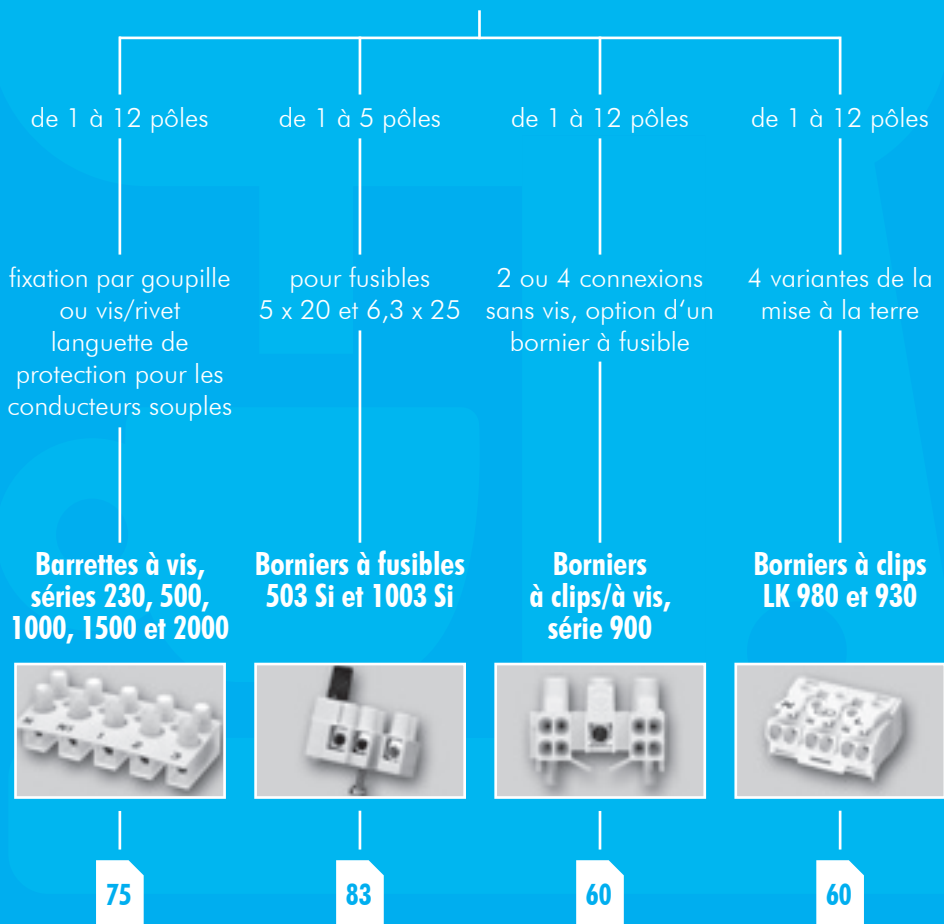 de 1 à 12 pôles
fixation par goupille
ou vis/rivet
languette de
protection pour les
conducteurs souples
Barrettes à vis,
séries 230, 500,
1000, 1500 et 2000
75
de 1 à 5 pôles
pour fusibles
5 x 20 et 6,3 x 25
Borniers à fusibles
503 Si et 1003 Si
83
de 1 à 12 pôles
2 ou 4 connexions
sans vis, option d‘un
bornier à fusible
Borniers
à clips/à vis,
série 900
60
de 1 à 12 pôles
4 variantes de la
mise à la terre
Borniers à clips
LK 980 et 930
60